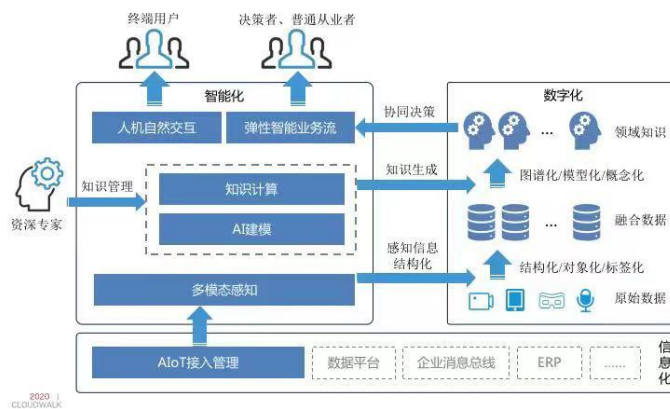 终端用户
决策者、普通从业者
智能化
数字化
人机自然交互
弹性智能业务流
协同决策
领域知识
...
知识管理
资深专家
知识计算
AI建模
知识生成
图谱化/模型化/概念化
融合数据
...
感知信息
结构化
结构化/对象化/标签化
多模态感知
原始数据
AIoT接入管理
数据平台
企业消息总线
ERP
......
信息化
2020 |
CLOUDWALK